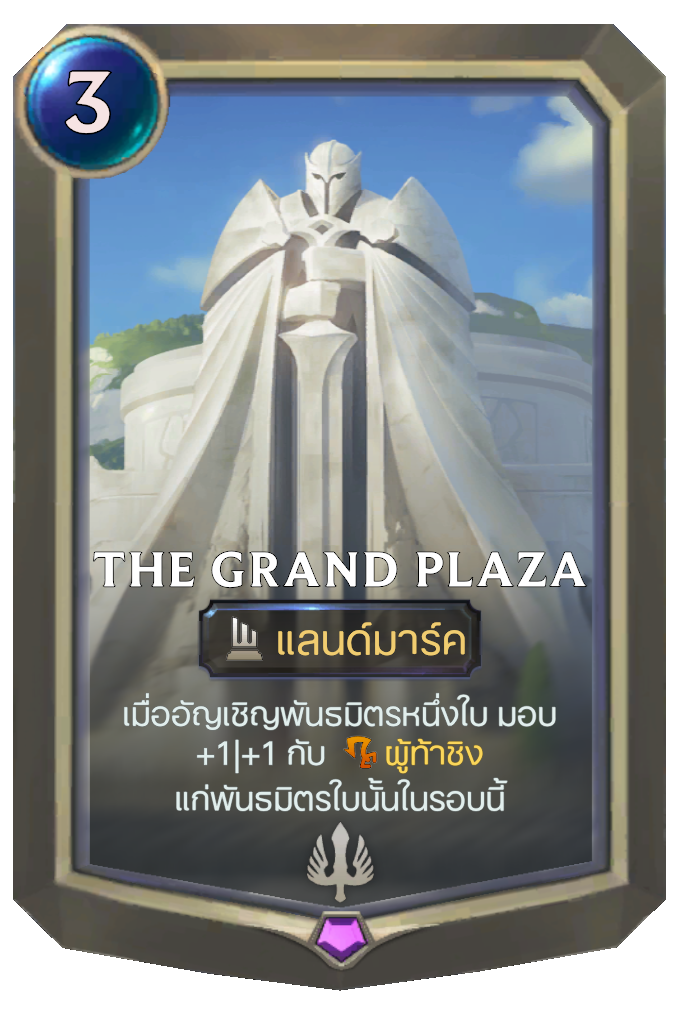 3
THE GRAND PLAZA
แลนด์มาร์ค
เมื่ออัญเชิญพันธมิตรหนึ่งใบ มอบ
+1|+1 กับ ผู้ท้าชิง
แก่พันธมิตรใบนั้นในรอบนี้